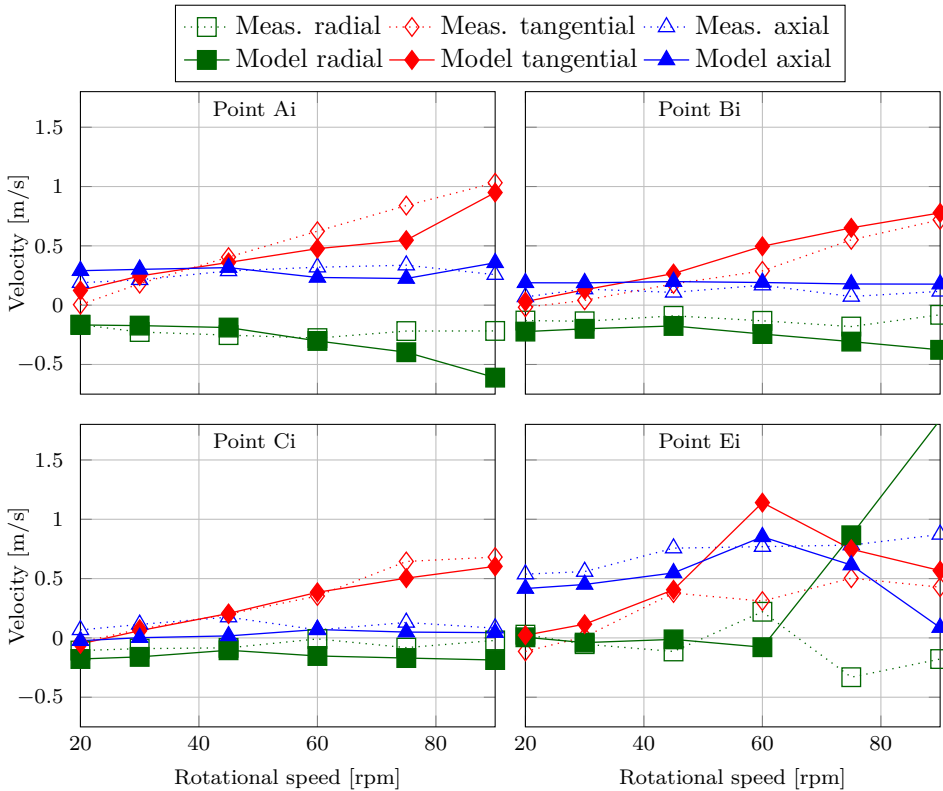 Meas. radial Meas. tangential Meas. axial
Model radial Model tangential Model axial
Point Ai Point Bi
1.5
1
0.5
0
−0.5
Velocity [m/s]
Point Ci Point Ei
1.5
1
0.5
0
−0.5
Velocity [m/s]
20 40 60 80 20 40 60 80
Rotational speed [rpm] Rotational speed [rpm]